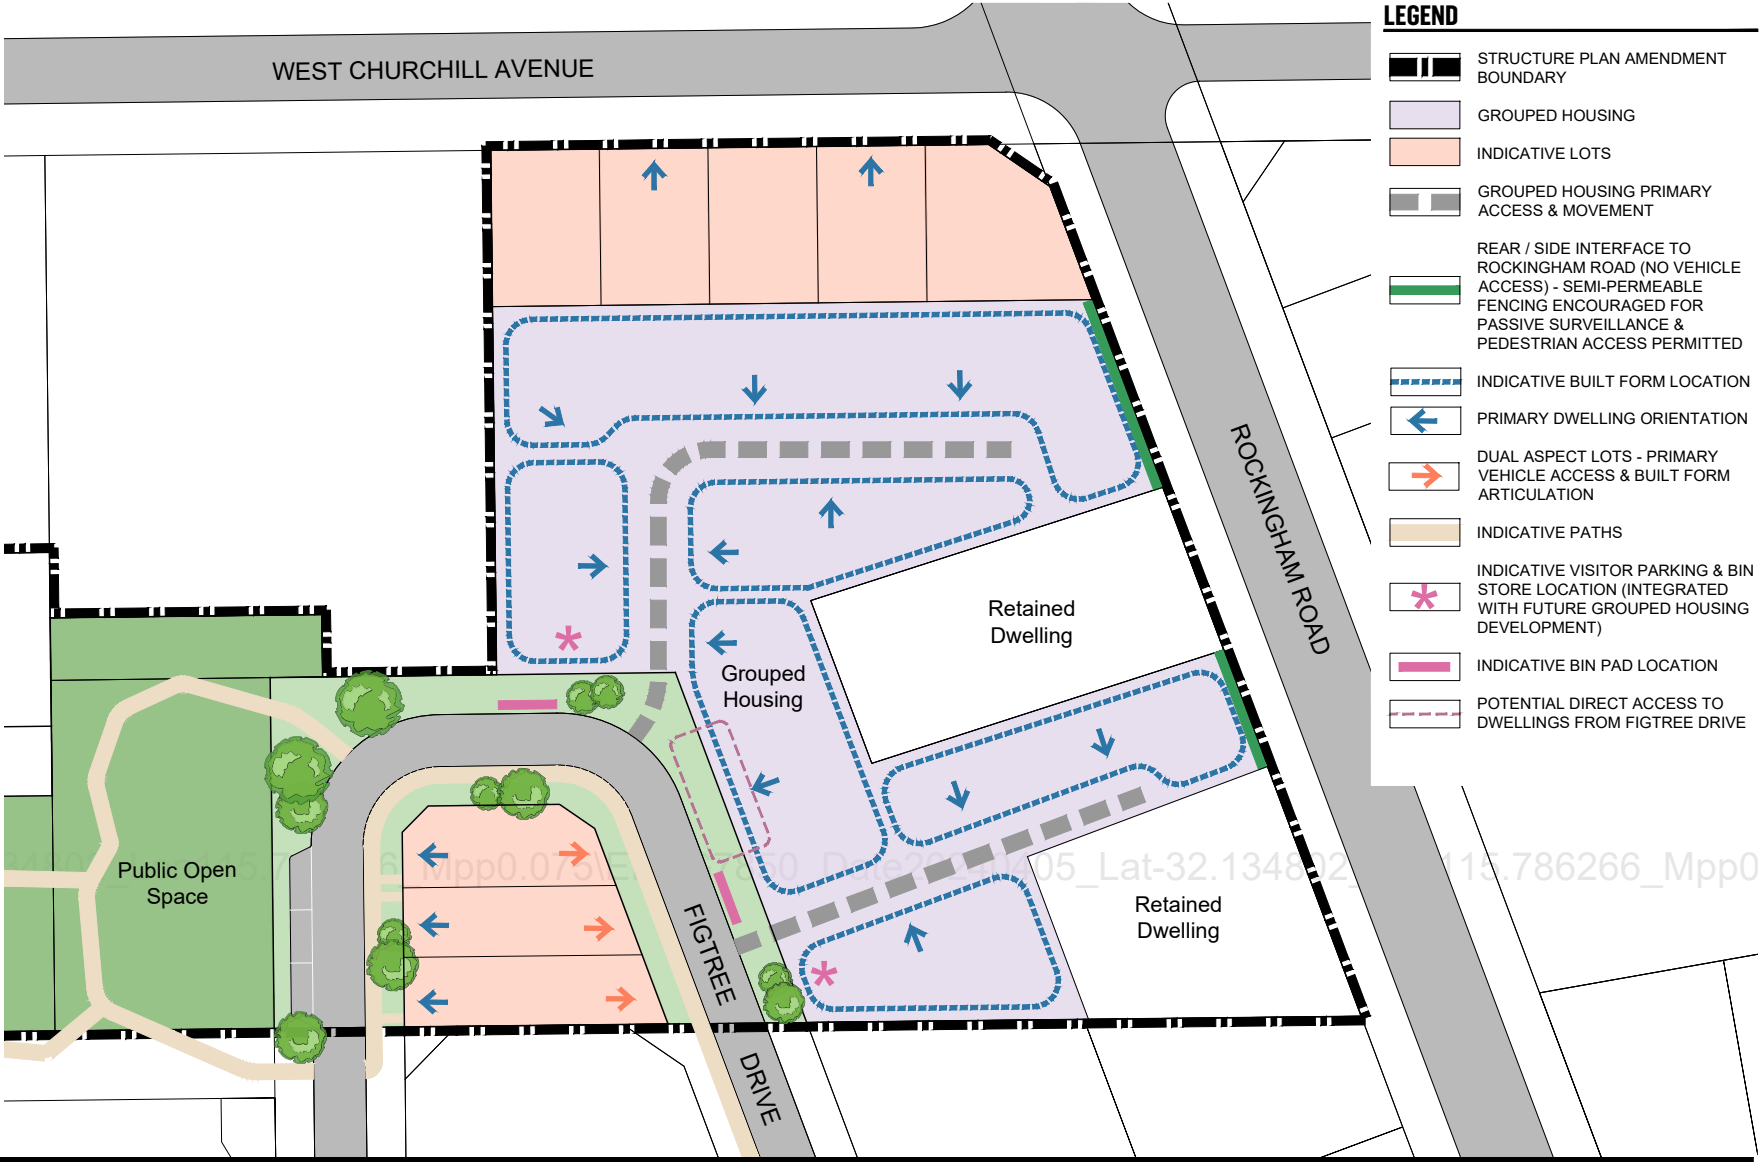 LEGEND
STRUCTURE PLAN AMENDMENT
BOUNDARY
GROUPED HOUSING
INDICATIVE LOTS
GROUPED HOUSING PRIMARY
ACCESS & MOVEMENT
REAR / SIDE INTERFACE TO
ROCKINGHAM ROAD (NO VEHICLE
ACCESS) - SEMI-PERMEABLE
FENCING ENCOURAGED FOR
PASSIVE SURVEILLANCE &
PEDESTRIAN ACCESS PERMITTED
INDICATIVE BUILT FORM LOCATION
PRIMARY DWELLING ORIENTATION
DUAL ASPECT LOTS - PRIMARY
VEHICLE ACCESS & BUILT FORM
ARTICULATION
INDICATIVE PATHS
INDICATIVE VISITOR PARKING & BIN
STORE LOCATION (INTEGRATED
WITH FUTURE GROUPED HOUSING
DEVELOPMENT)
INDICATIVE BIN PAD LOCATION
POTENTIAL DIRECT ACCESS TO
DWELLINGS FROM FIGTREE DRIVE
WEST CHURCHILL AVENUE
ROCKINGHAM ROAD
Retained
Dwelling
Grouped
Housing
Public Open
Space
Retained
Dwelling
FIGTREE
DRIVE
115.786266_Mpp0